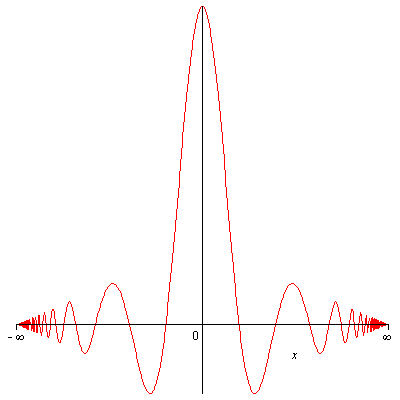 - ∞ 0 ∞
x